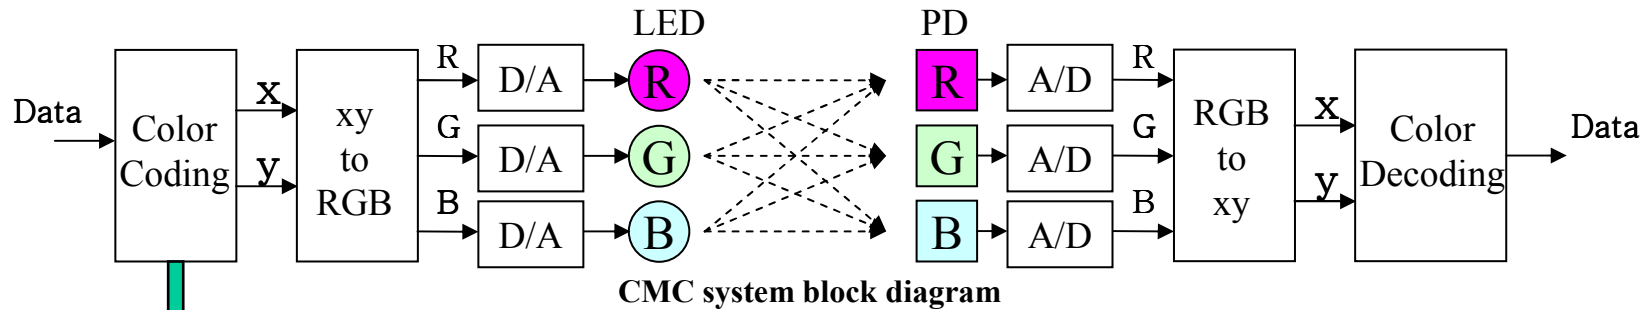 LED
PD
Data
Color
Coding
x
y
xy
to
RGB
R
G
B
D/A
D/A
D/A
R
G
B
R
G
B
A/D
A/D
A/D
R
G
B
RGB
to
xy
x
y
Color
Decoding
Data
CMC system block diagram